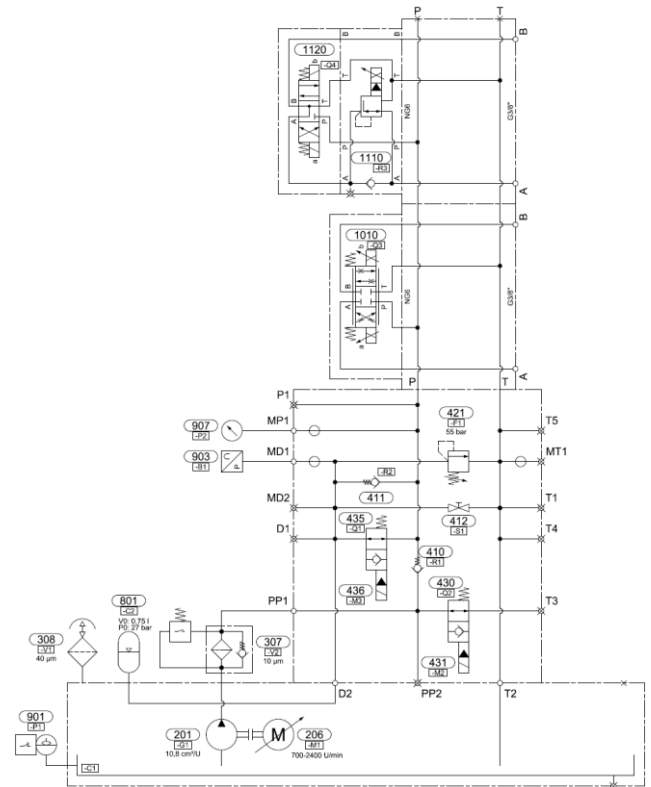 P T
B
1120
b
-Q4
B
T
B T
A P
NG6
G3/8"
P
a
1110
-R3
P
A
A
A
B
1010
b
-Q3
B T
A P
NG6
G3/8"
a
A
P T
P1
907
-P2
MP1
421
-F1
55 bar
T5
903
-B1
U
P
MD1
MT1
-R2
411
MD2
T1
435
-Q1
412
-S1
D1
T4
410
-R1
436
-M3
430
-Q2
801
-C2
V0: 0,75 l
P0: 27 bar
PP1
T3
308
-V1
40 µm
307
-V2
10 µm
431
-M2
D2 PP2 T2
901
-P1
201
-G1
10,8 cm³/U
M
206
-M1
700-2400 U/min
-C1